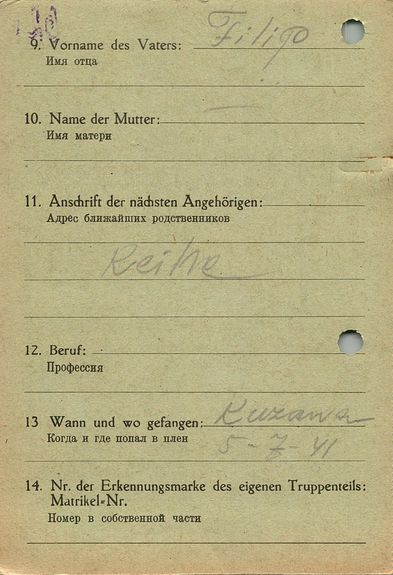 9. Vorname des Vaters: Filigo
Имя отца
10. Name der Mutter: —
Имя матери
11. Anschrift der nächsten Angehörigen:
Адрес ближайших родственников
Keine
12. Beruf:
Профессия
13 Wann und wo gefangen: Kuzawa
Когда и где попал в плен 5-7-41
14. Nr. der Erkennungsmarke des eigenen Truppenteils:
Matrikel-Nr.
Номер в собственной части